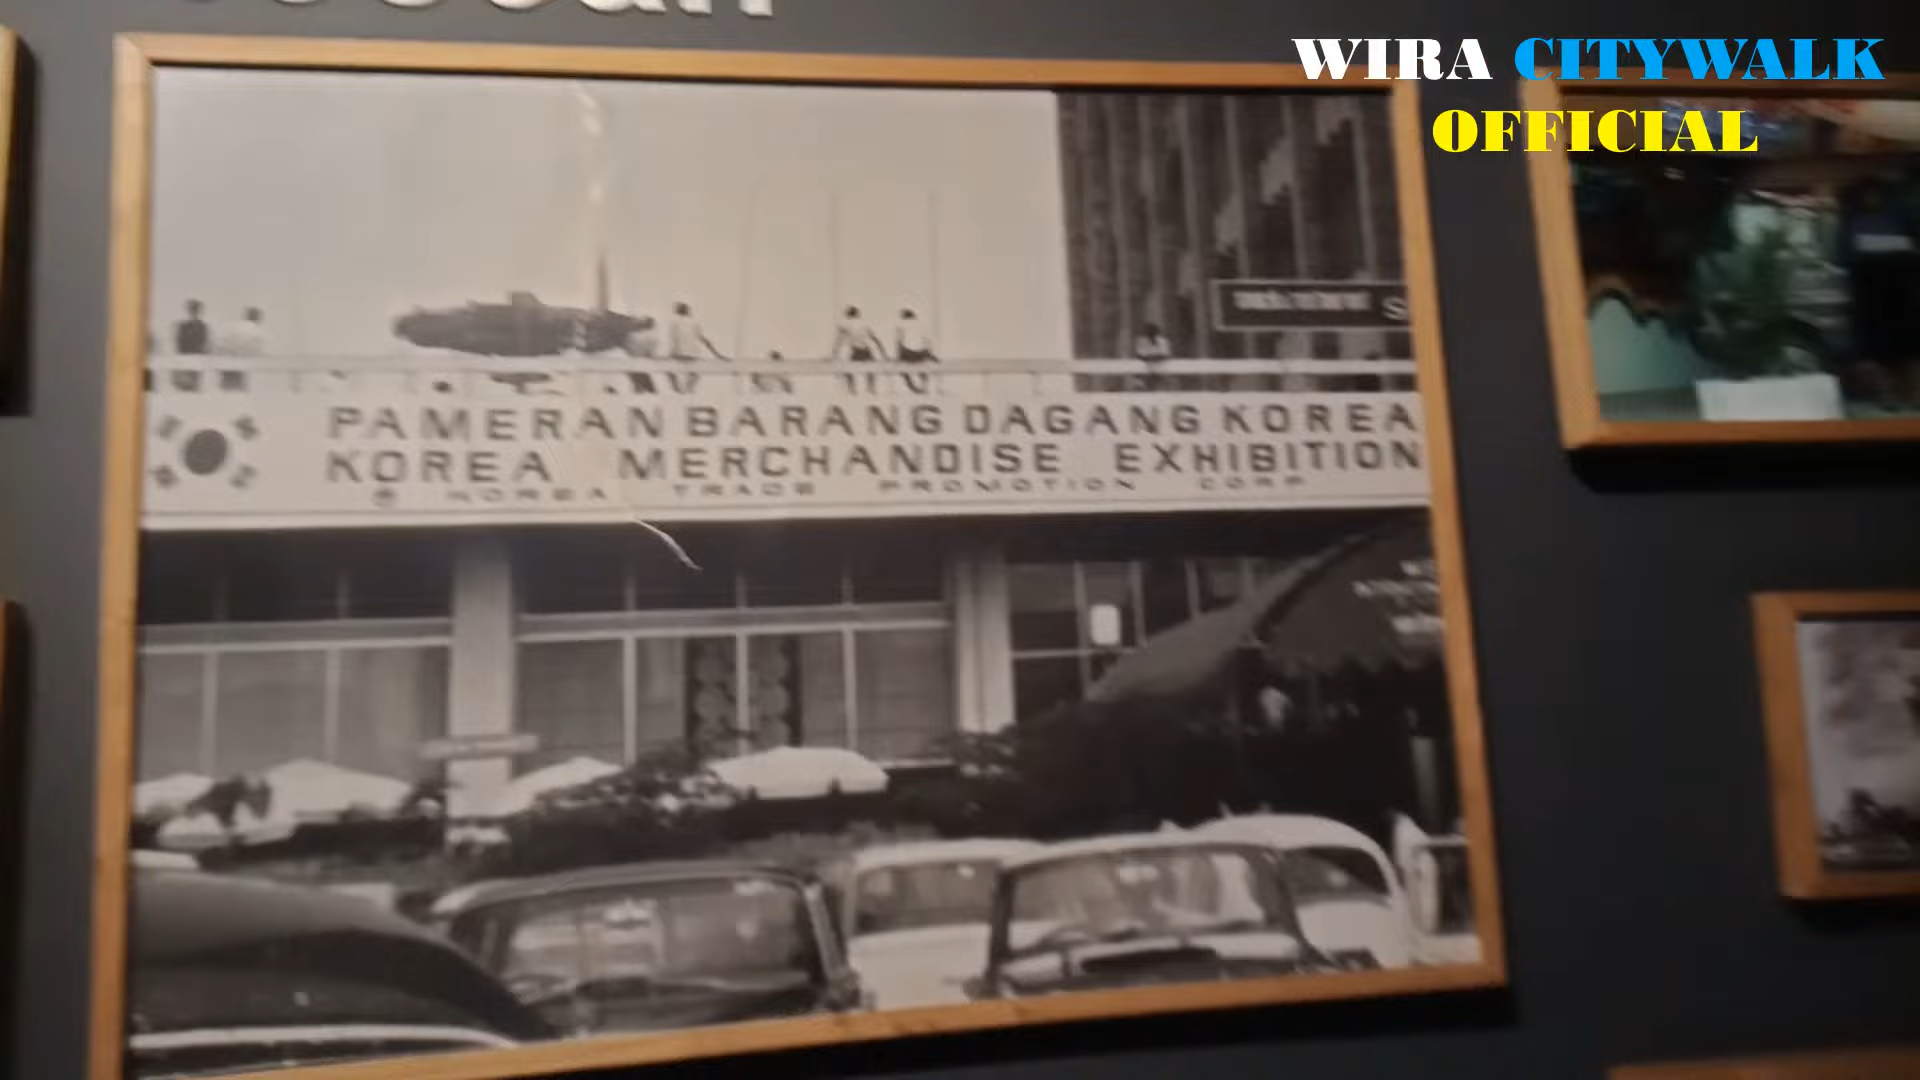 WIRA CITYWALK
OFFICIAL
PAMERAN BARANG DAGANG KOREA
KOREA MERCHANDISE EXHIBITION
KOREA TRADE PROMOTION CORP